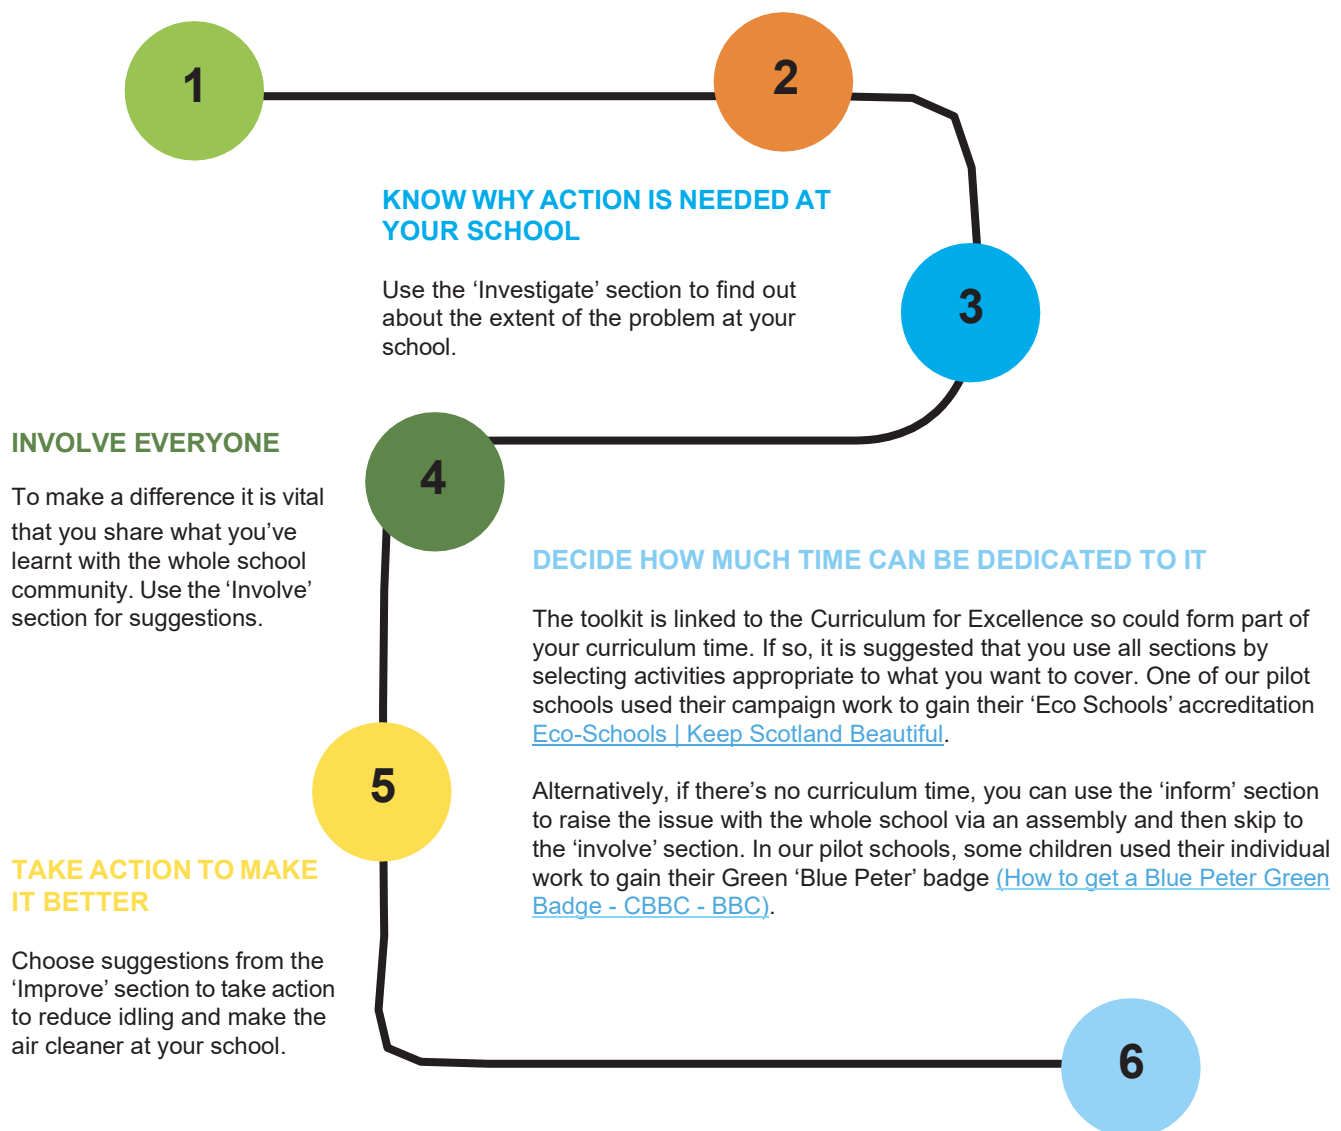 1
2
KNOW WHY ACTION IS NEEDED AT
YOUR SCHOOL
Use the ‘Investigate’ section to find out
about the extent of the problem at your
school.
3
INVOLVE EVERYONE
To make a difference it is vital
that you share what you’ve
learnt with the whole school
community. Use the ‘Involve’
section for suggestions.
4
DECIDE HOW MUCH TIME CAN BE DEDICATED TO IT
The toolkit is linked to the Curriculum for Excellence so could form part of
your curriculum time. If so, it is suggested that you use all sections by
selecting activities appropriate to what you want to cover. One of our pilot
schools used their campaign work to gain their ‘Eco Schools’ accreditation
Eco-Schools | Keep Scotland Beautiful.
Alternatively, if there’s no curriculum time, you can use the ‘inform’ section
to raise the issue with the whole school via an assembly and then skip to
the ‘involve’ section. In our pilot schools, some children used their individual
work to gain their Green ‘Blue Peter’ badge (How to get a Blue Peter Green
Badge - CBBC - BBC).
5
TAKE ACTION TO MAKE
IT BETTER
Choose suggestions from the
‘Improve’ section to take action
to reduce idling and make the
air cleaner at your school.
6